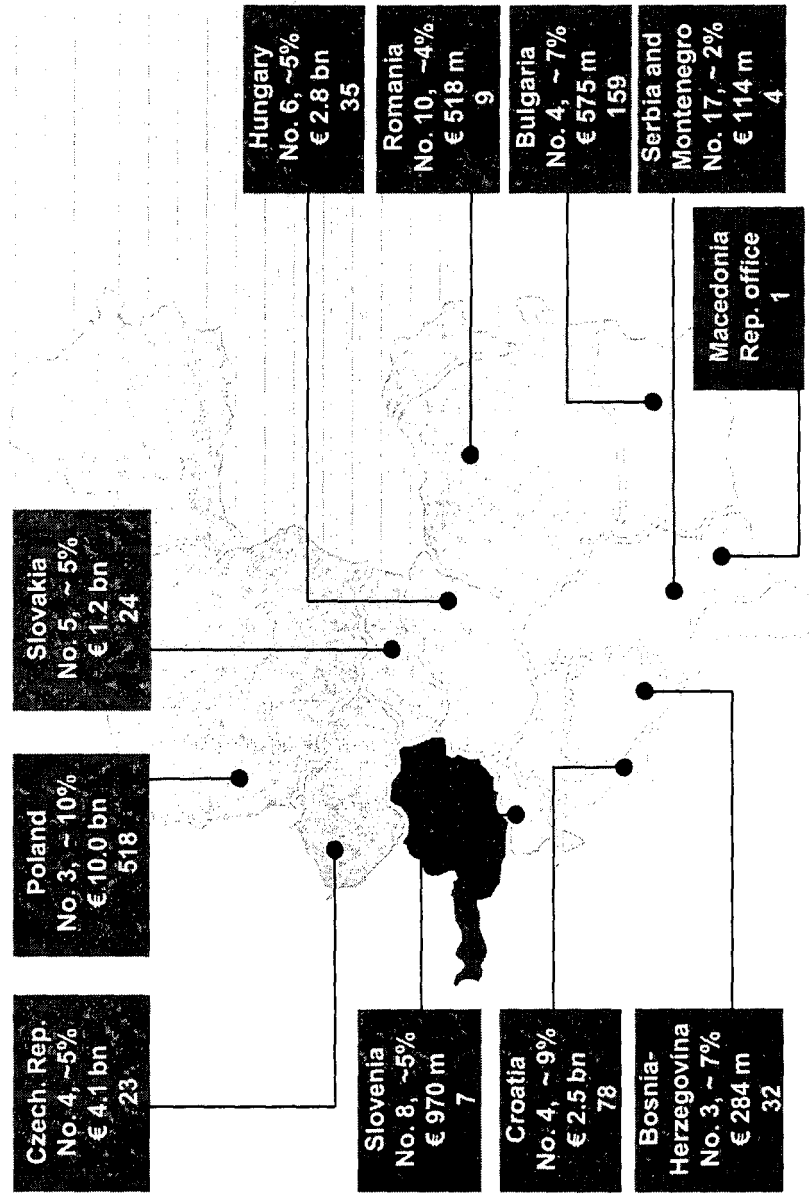 Czech. Rep.
No. 4, ~5%
€ 4.1 bn
23
Poland
No. 3, ~ 10%
€ 10.0 bn
518
Slovakia
No. 5, ~ 5%
€ 1.2 bn
24
Hungary
No. 6, ~5%
€ 2.8 bn
35
Romania
No. 10, ~4%
€ 518 m
9
Bulgaria
No. 4, ~ 7%
€ 575 m
159
Serbia and
Montenegro
No. 17, ~ 2%
€ 114 m
4
Macedonia
Rep. office
1
Slovenia
No. 8, ~5%
€ 970 m
7
Croatia
No. 4, ~ 9%
€ 2.5 bn
78
Bosnia-
Herzegovina
No. 3, ~ 7%
€ 284 m
32